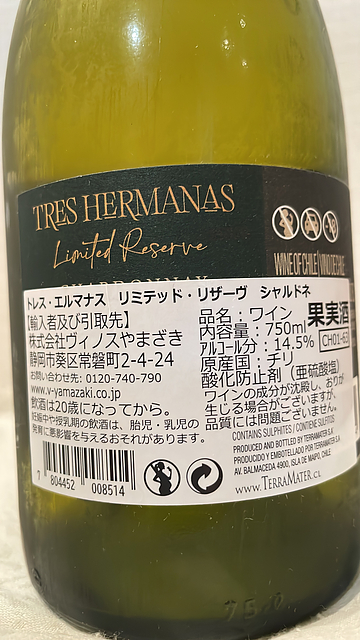 TRES HERMANAS
Limited Reserve
CHARDONNAY
WINE OF CHILE | VINO DE CHILE
トレス・エルマナス リミテッド・リザーヴ シャルドネ
【輸入者及び引取先】
株式会社ヴィノスやまざき
静岡市葵区常磐町2-4-24
お問い合わせ先: 0120-740-790
www.v-yamazaki.co.jp
飲酒は20歳になってから。
妊娠中や授乳期の飲酒は、胎児・乳児の
発育に悪影響を与えるおそれがあります。
品名：ワイン
内容量：750ml
アルコール分：14.5%
原産国：チリ
酸化防止剤（亜硫酸塩）
ワインの成分が沈殿し、おりが
生じる場合がございますが、
品質には問題ございません。
果実酒
CH01-63
CONTAINS SULPHITES / CONTIENE SULFITOS
PRODUCED AND BOTTLED BY TERRAMATER S.A.
PRODUCIDO Y EMBOTELLADO POR TERRAMATER S.A.
AV. BALMACEDA 4900, ISLA DE MAIPO, CHILE
www.TERRAMATER.CL
7 804452 008514